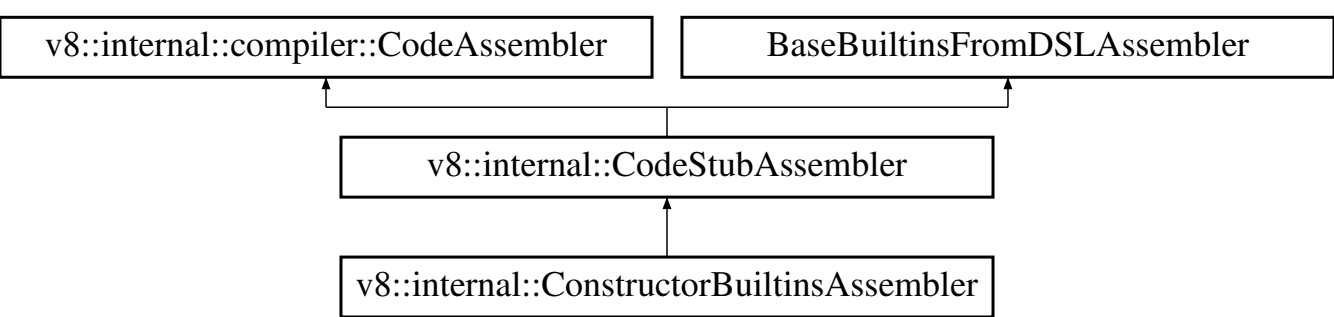 v8::internal::compiler::CodeAssembler
BaseBuiltinsFromDSLAssembler
v8::internal::CodeStubAssembler
v8::internal::ConstructorBuiltinsAssembler